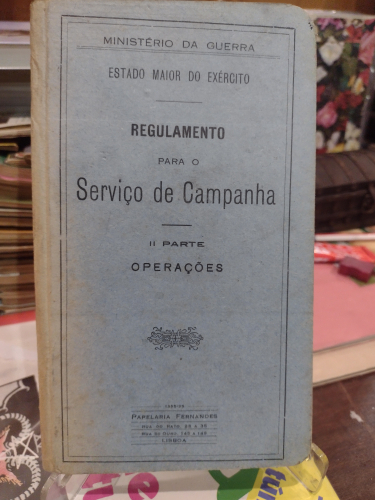 MINISTÉRIO DA GUERRA
ESTADO MAIOR DO EXÉRCITO
REGULAMENTO
PARA O
Serviço de Campanha
II PARTE
OPERAÇÕES
PAPELARIA FERNANDES
LISBOA